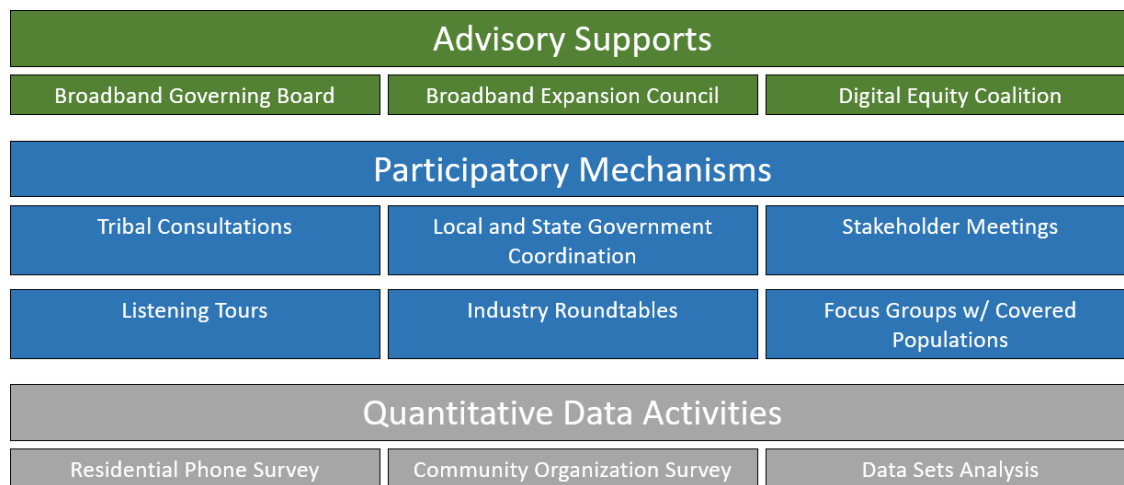 Advisory Supports
Broadband Governing Board
Broadband Expansion Council
Digital Equity Coalition
Participatory Mechanisms
Tribal Consultations
Local and State Government
Coordination
Stakeholder Meetings
Listening Tours
Industry Roundtables
Focus Groups w/ Covered
Populations
Quantitative Data Activities
Residential Phone Survey
Community Organization Survey
Data Sets Analysis